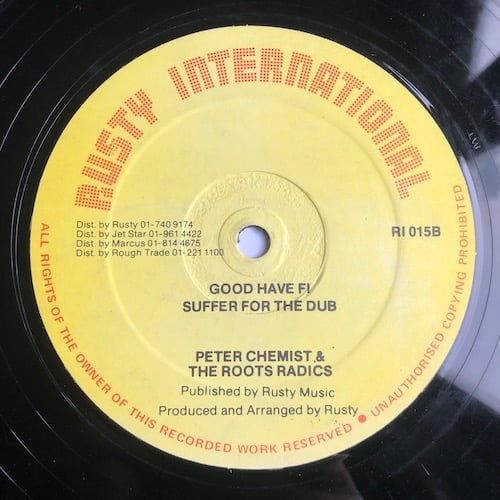 RUSTY INTERNATIONAL
Dist. by Rusty 01-740 9174
Dist. by Jet Star 01-961 4422
Dist. by Marcus 01-814 4675
Dist. by Rough Trade 01-221 1100
RI 015B
GOOD HAVE FI
SUFFER FOR THE DUB
PETER CHEMIST &
THE ROOTS RADICS
Published by Rusty Music
Produced and Arranged by Rusty
ALL RIGHTS OF THE OWNER OF THIS RECORDED WORK RESERVED ● UNAUTHORISED COPYING PROHIBITED